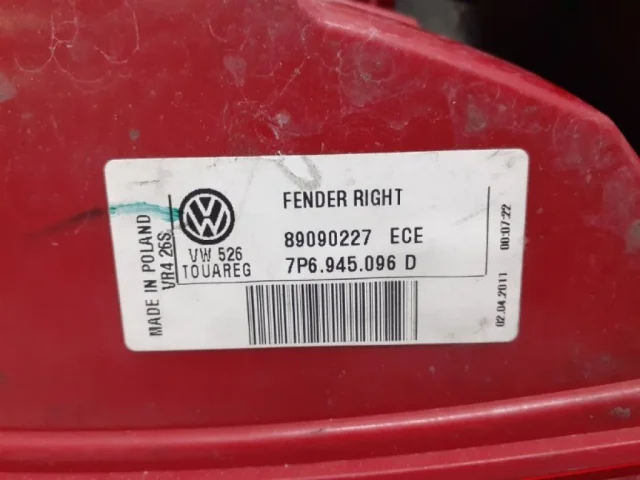 MADE IN POLAND
VR4 26S
VW 526
TOUAREG
FENDER RIGHT
89090227 ECE
7P6.945.096 D
02.04.2011 00:07:22